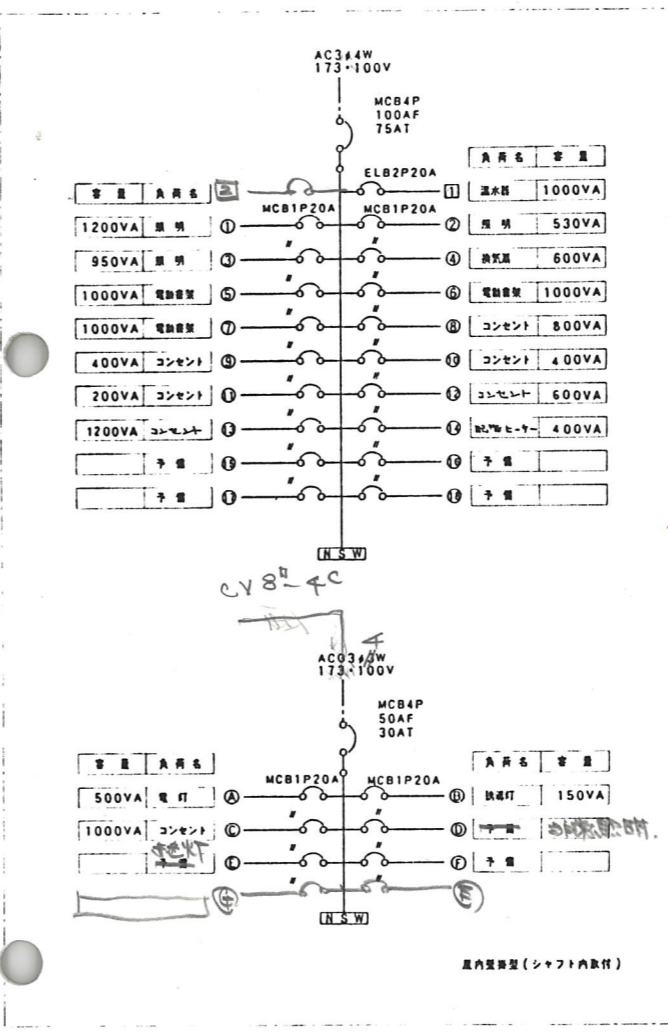 AC3φ4W
173・100V
MCB4P
100AF
75AT
負荷名 容量
ELB2P20A
容量 負荷名 2
1 温水器 1000VA
MCB1P20A MCB1P20A
1200VA 照明 ① ② 照明 530VA
950VA 照明 ③ 〃 〃 ④ 換気扇 600VA
1000VA 電動書架 ⑤ 〃 〃 ⑥ 電動書架 1000VA
1000VA 電動書架 ⑦ 〃 〃 ⑧ コンセント 800VA
400VA コンセント ⑨ 〃 〃 ⑩ コンセント 400VA
200VA コンセント ⑪ 〃 〃 ⑫ コンセント 600VA
1200VA コンセント ⑬ 〃 〃 ⑭ ヒーター 400VA
予備 ⑮ 〃 〃 ⑯ 予備
予備 ⑰ 〃 〃 ⑱ 予備
NSW
CV 8□-4C
4
AC03φ3W
173・100V
MCB4P
50AF
30AT
容量 負荷名
負荷名 容量
MCB1P20A MCB1P20A
500VA 電灯 Ⓐ Ⓑ 誘導灯 150VA
1000VA コンセント Ⓒ 〃 〃 Ⓓ 予備
予備 Ⓔ 〃 〃 Ⓕ 予備
〃 〃
NSW
屋内壁掛型(シャフト内取付)